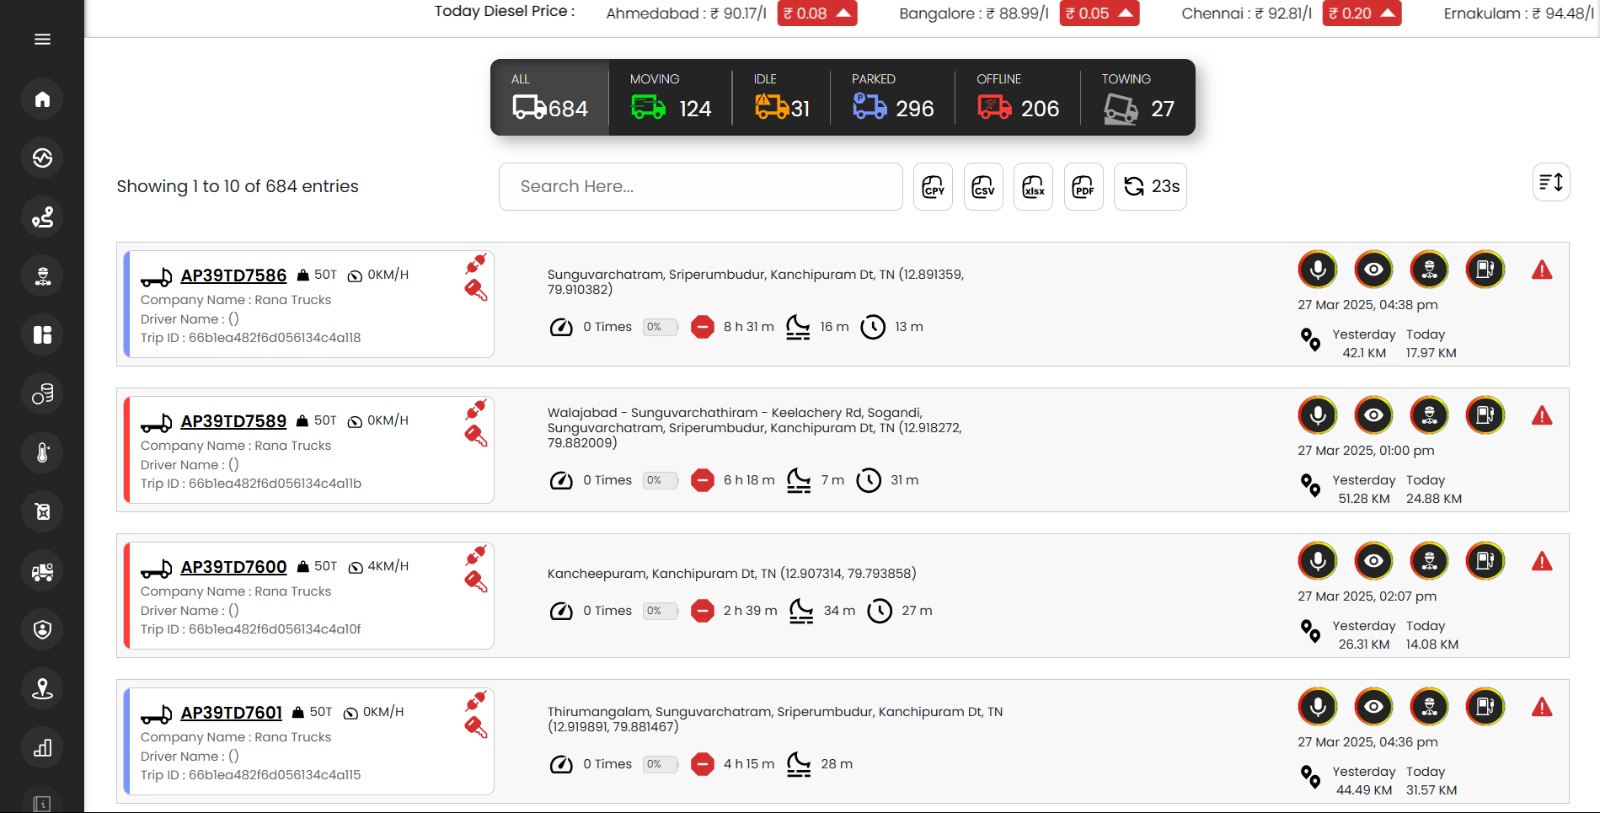 Today Diesel Price : Ahmedabad : ₹ 90.17/l ₹ 0.08 Bangalore : ₹ 88.99/l ₹ 0.05 Chennai : ₹ 92.81/l ₹ 0.20 Ernakulam : ₹ 94.48/l
ALL MOVING IDLE PARKED OFFLINE TOWING
684 124 31 296 206 27
Showing 1 to 10 of 684 entries Search Here... CPY CSV xlsx PDF 23s
AP39TD7586 50T 0KM/H
Company Name : Rana Trucks
Driver Name : ()
Trip ID : 66b1ea482f6d056134c4a118
Sunguvarchatram, Sriperumbudur, Kanchipuram Dt, TN (12.891359,
79.910382)
0 Times 0% 8 h 31 m 16 m 13 m
27 Mar 2025, 04:38 pm
Yesterday Today
42.1 KM 17.97 KM
AP39TD7589 50T 0KM/H
Company Name : Rana Trucks
Driver Name : ()
Trip ID : 66b1ea482f6d056134c4a11b
Walajabad - Sunguvarchathiram - Keelachery Rd, Sogandi,
Sunguvarchatram, Sriperumbudur, Kanchipuram Dt, TN (12.918272,
79.882009)
0 Times 0% 6 h 18 m 7 m 31 m
27 Mar 2025, 01:00 pm
Yesterday Today
51.28 KM 24.88 KM
AP39TD7600 50T 4KM/H
Company Name : Rana Trucks
Driver Name : ()
Trip ID : 66b1ea482f6d056134c4a10f
Kancheepuram, Kanchipuram Dt, TN (12.907314, 79.793858)
0 Times 0% 2 h 39 m 34 m 27 m
27 Mar 2025, 02:07 pm
Yesterday Today
26.31 KM 14.08 KM
AP39TD7601 50T 0KM/H
Company Name : Rana Trucks
Driver Name : ()
Trip ID : 66b1ea482f6d056134c4a115
Thirumangalam, Sunguvarchatram, Sriperumbudur, Kanchipuram Dt, TN
(12.919891, 79.881467)
0 Times 0% 4 h 15 m 28 m
27 Mar 2025, 04:36 pm
Yesterday Today
44.49 KM 31.57 KM